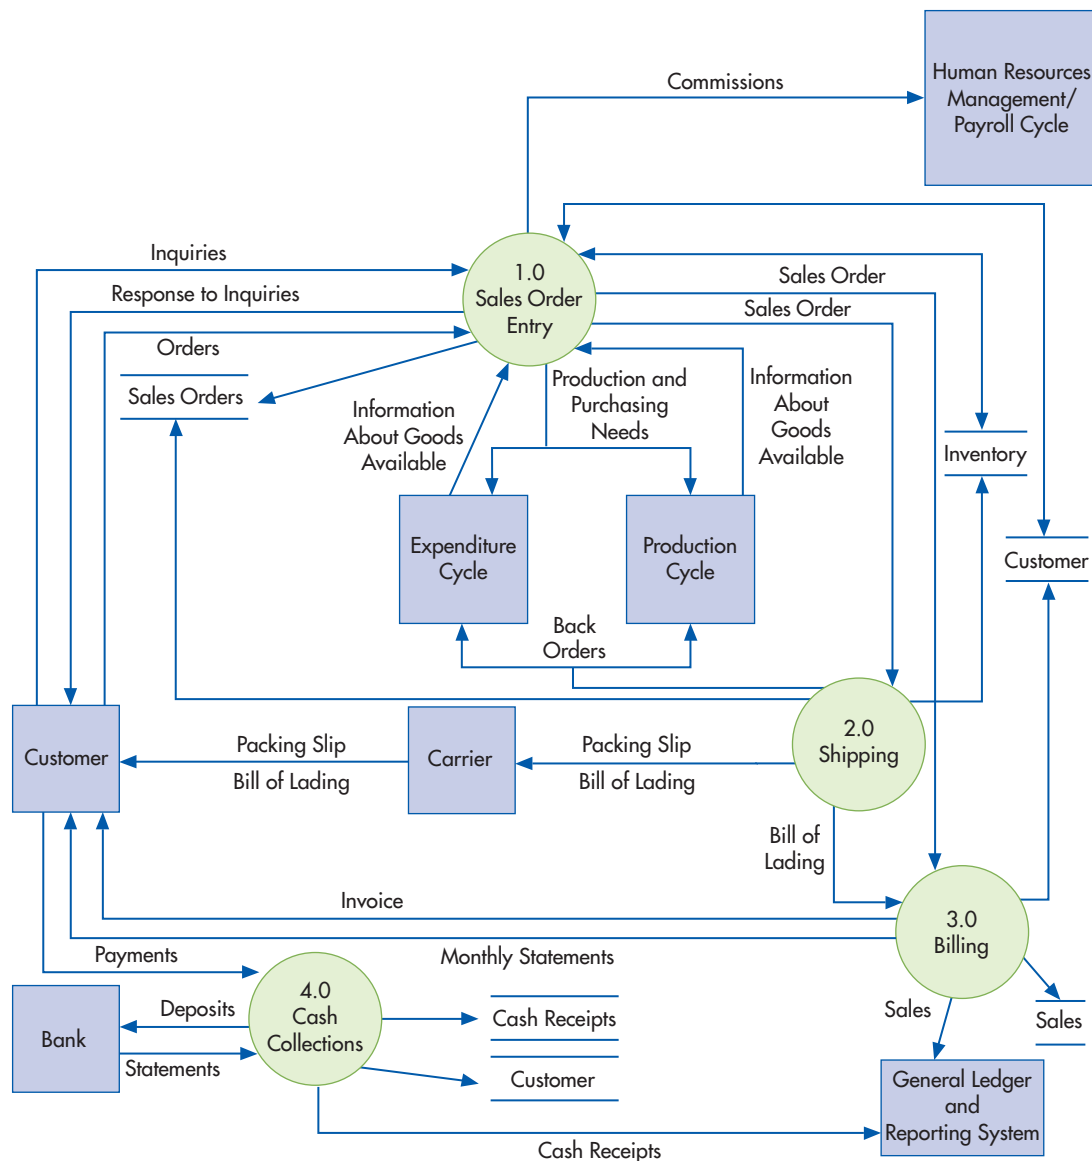 Commissions
Human Resources
Management/
Payroll Cycle
Inquiries
1.0
Sales Order
Entry
Sales Order
Response to Inquiries
Sales Order
Orders
Sales Orders
Information
About Goods
Available
Production and
Purchasing
Needs
Information
About
Goods
Available
Inventory
Expenditure
Cycle
Production
Cycle
Customer
Back
Orders
Customer
Packing Slip
Bill of Lading
Carrier
Packing Slip
Bill of Lading
2.0
Shipping
Bill of
Lading
Invoice
3.0
Billing
Monthly Statements
Payments
4.0
Cash
Collections
Deposits
Bank
Statements
Cash Receipts
Customer
Sales
Sales
General Ledger
and
Reporting System
Cash Receipts